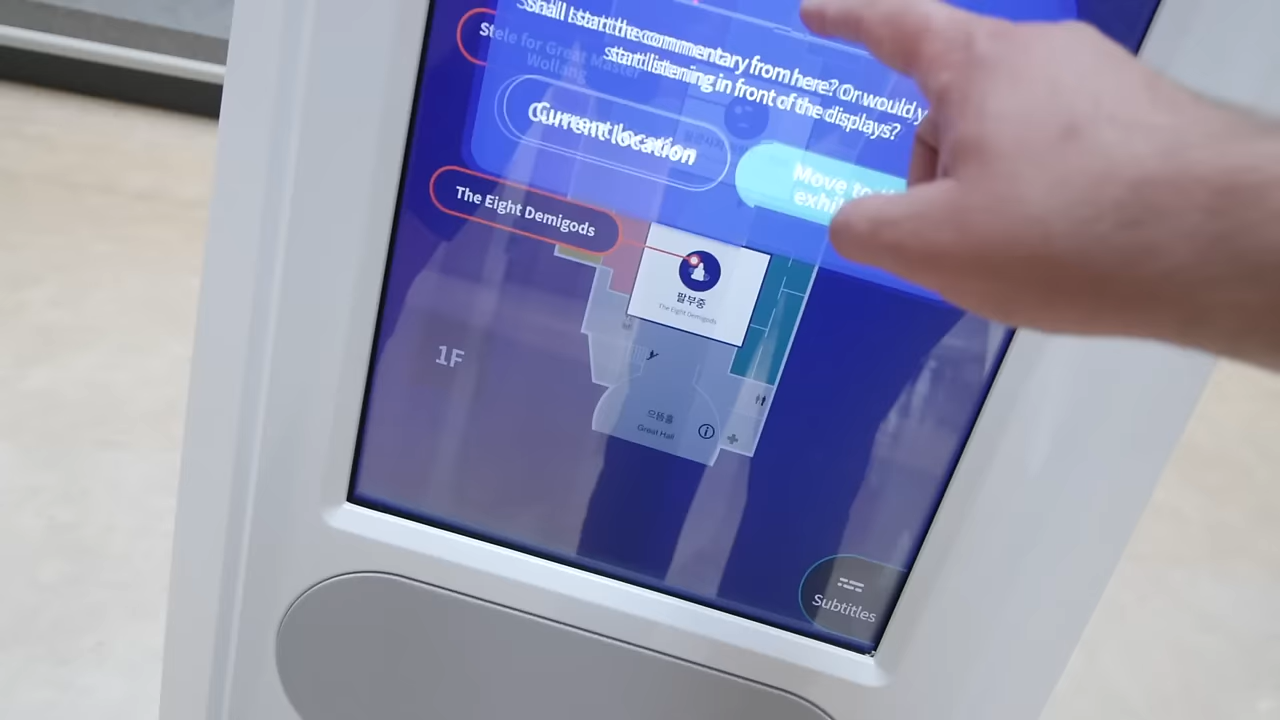 Shall I start the commentary from here? Or would y
start listening in front of the displays?
Stele for Great Master
Wollang
Current location
Move to
exhi
The Eight Demigods
팔부중
The Eight Demigods
1F
으뜸홀
Great Hall
Subtitles